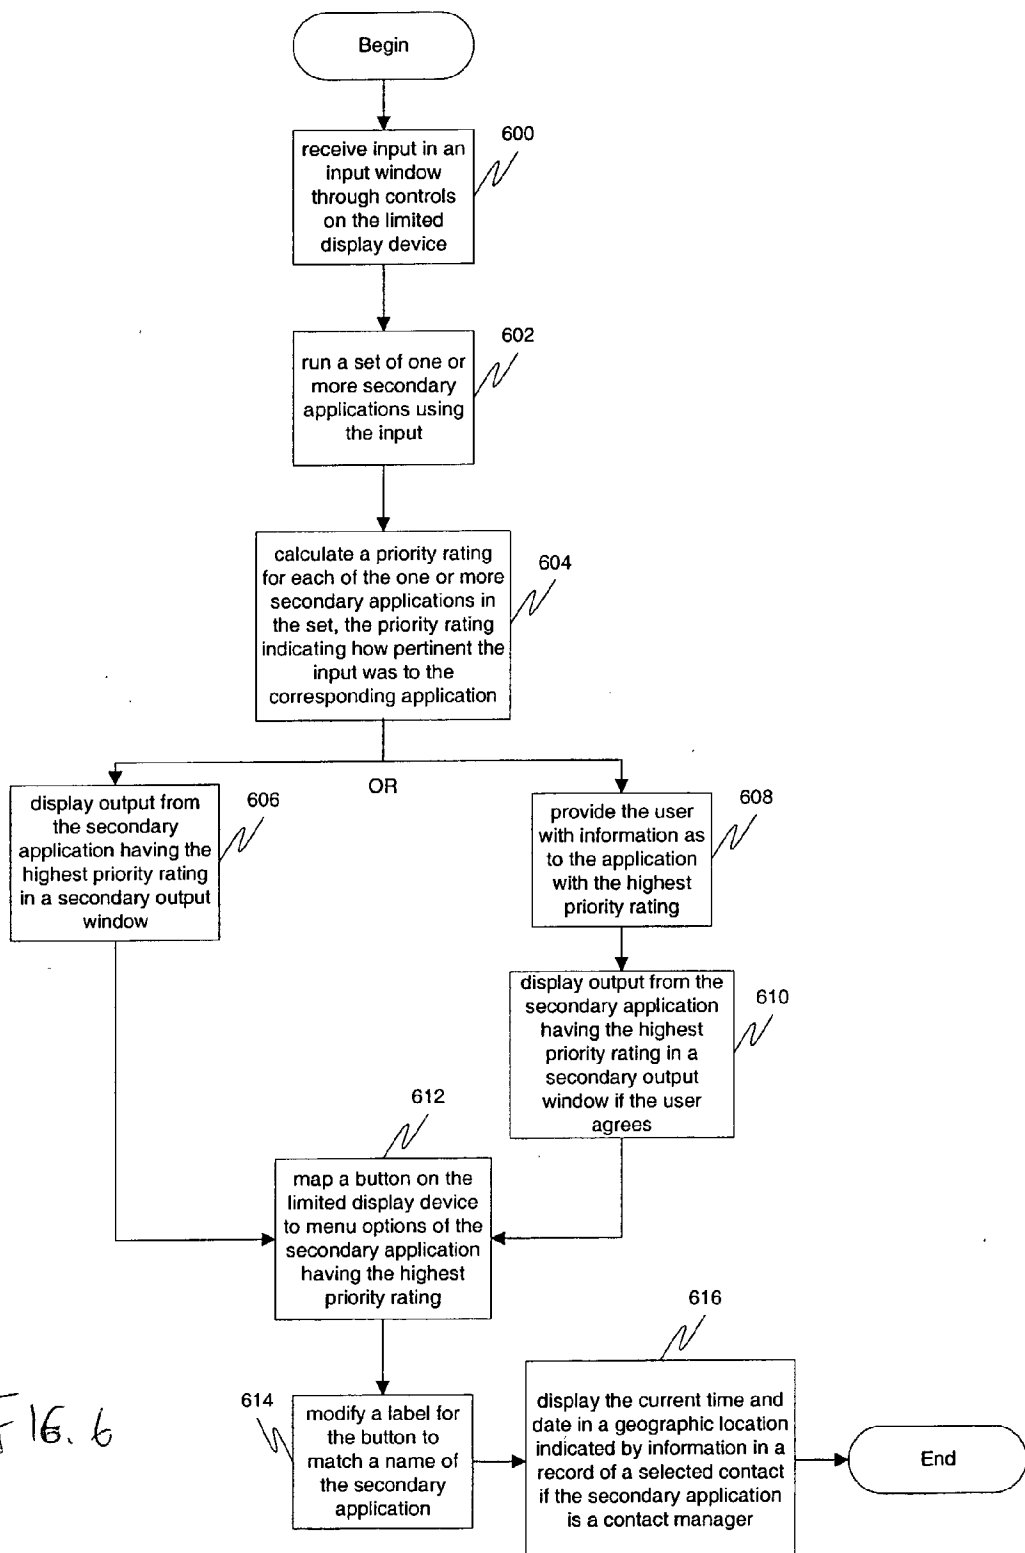 Begin
600
receive input in an
input window
through controls
on the limited
display device
602
run a set of one or
more secondary
applications using
the input
604
calculate a priority rating
for each of the one or more
secondary applications in
the set, the priority rating
indicating how pertinent the
input was to the
corresponding application
OR
606
display output from
the secondary
application having the
highest priority rating
in a secondary output
window
608
provide the user
with information as
to the application
with the highest
priority rating
610
display output from the
secondary application
having the highest
priority rating in a
secondary output
window if the user
agrees
612
map a button on the
limited display device
to menu options of the
secondary application
having the highest
priority rating
614
modify a label for
the button to
match a name of
the secondary
application
616
display the current time and
date in a geographic location
indicated by information in a
record of a selected contact
if the secondary application
is a contact manager
End
FIG. 6